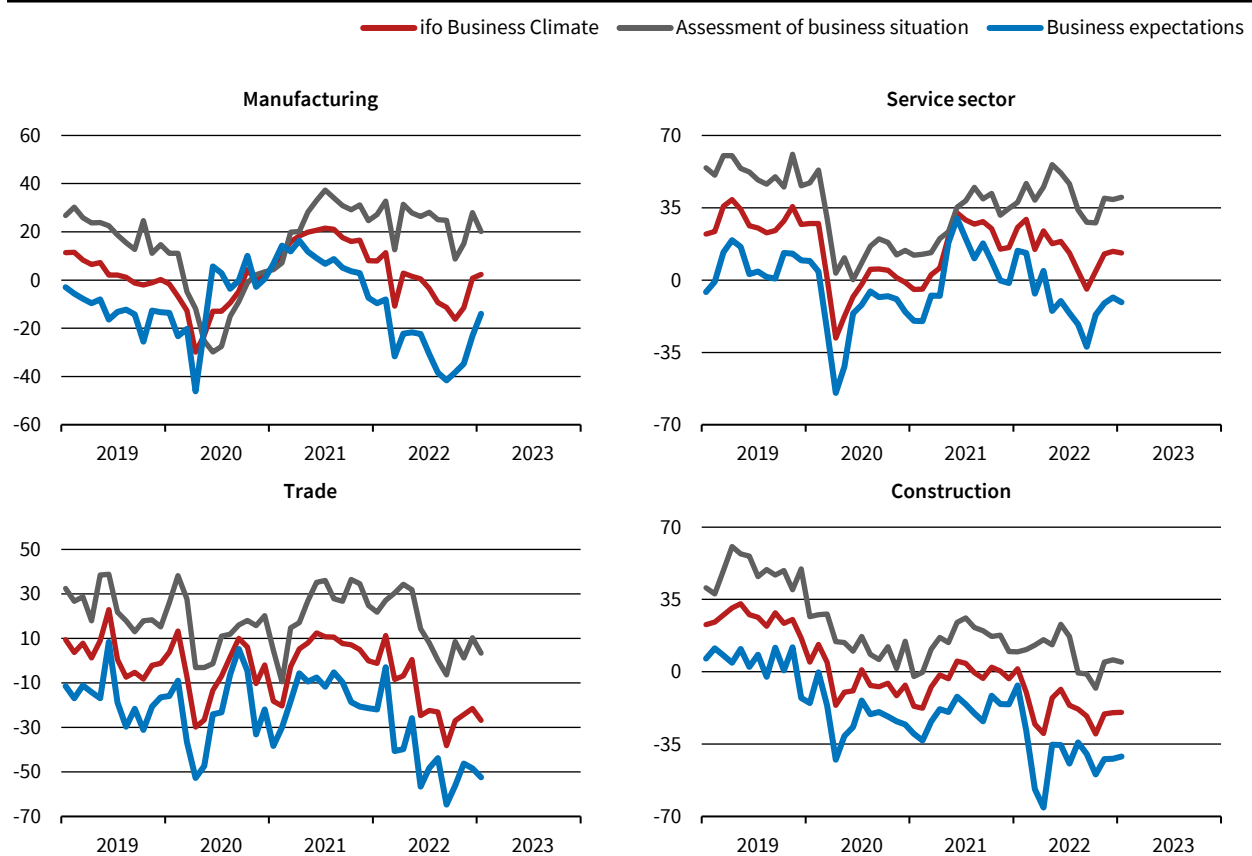 ifo Business Climate Assessment of business situation Business expectations
Manufacturing
60
40
20
0
-20
-40
-60
2019 2020 2021 2022 2023
Service sector
70
35
0
-35
-70
2019 2020 2021 2022 2023
Trade
50
30
10
-10
-30
-50
-70
2019 2020 2021 2022 2023
Construction
70
35
0
-35
-70
2019 2020 2021 2022 2023